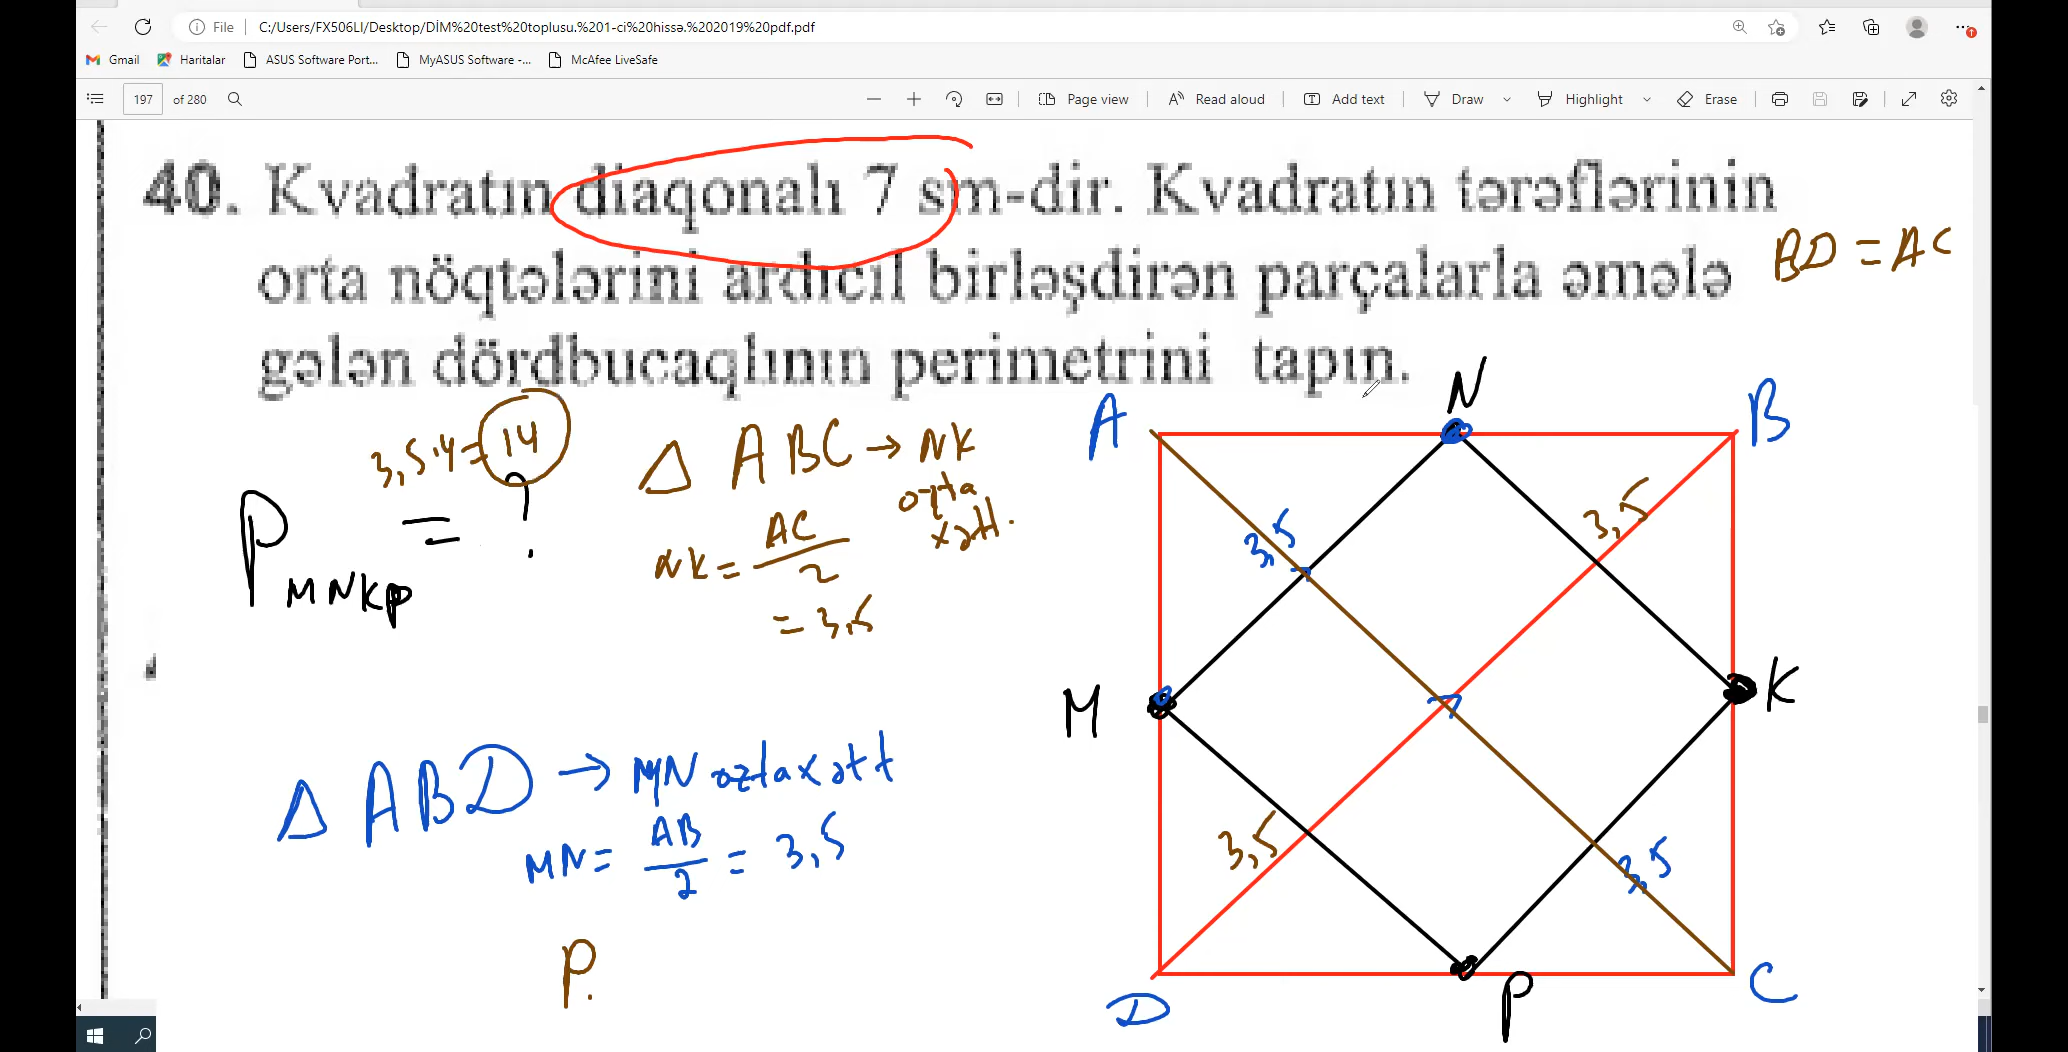 File C:/Users/FX506LI/Desktop/DİM%20test%20toplusu.%201-ci%20hissə.%202019%20pdf.pdf
Gmail Haritalar ASUS Software Port... MyASUS Software -... McAfee LiveSafe
197 of 280 Page view Read aloud Add text Draw Highlight Erase
40. Kvadratın diaqonalı 7 sm-dir. Kvadratın tərəflərinin
orta nöqtələrini ardıcıl birləşdirən parçalarla əmələ
gələn dördbucaqlının perimetrini tapın.
BD = AC
3,5·4=14
P MNKP = ?
Δ ABC → NK
orta
xətt.
NK = AC/2
= 3,5
Δ ABD → MN orta xətt
MN = AB/2 = 3,5
P.
A
N
B
3,5
3,5
M
K
3,5
3,5
D
P
C